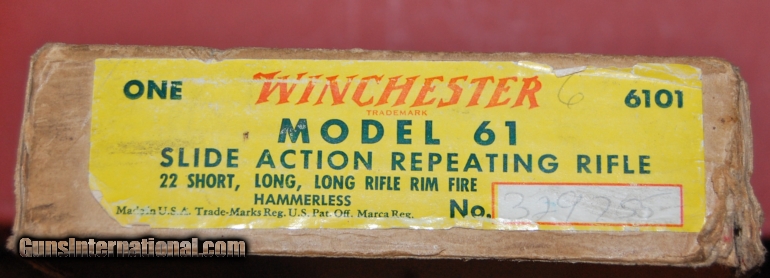 ONE WINCHESTER 6 6101
TRADEMARK
MODEL 61
SLIDE ACTION REPEATING RIFLE
22 SHORT, LONG, LONG RIFLE RIM FIRE
HAMMERLESS
Made in U.S.A. Trade-Marks Reg. U.S. Pat. Off. Marca Reg. No.
GunsInternational.com